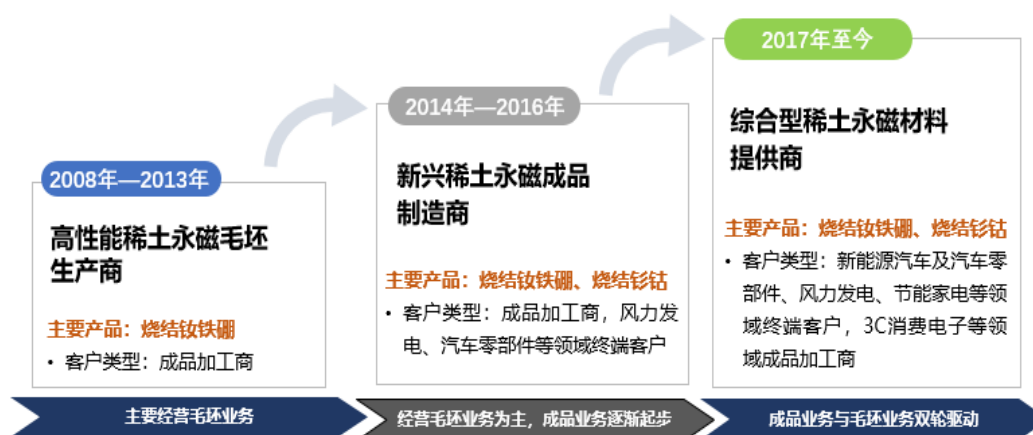 2008年—2013年
高性能稀土永磁毛坯
生产商
主要产品：烧结钕铁硼
• 客户类型：成品加工商
主要经营毛坯业务
2014年—2016年
新兴稀土永磁成品
制造商
主要产品：烧结钕铁硼、烧结钐钴
• 客户类型：成品加工商，风力发
电、汽车零部件等领域终端客户
经营毛坯业务为主，成品业务逐渐起步
2017年至今
综合型稀土永磁材料
提供商
主要产品：烧结钕铁硼、烧结钐钴
• 客户类型：新能源汽车及汽车零
部件、风力发电、节能家电等领
域终端客户，3C消费电子等领
域成品加工商
成品业务与毛坯业务双轮驱动